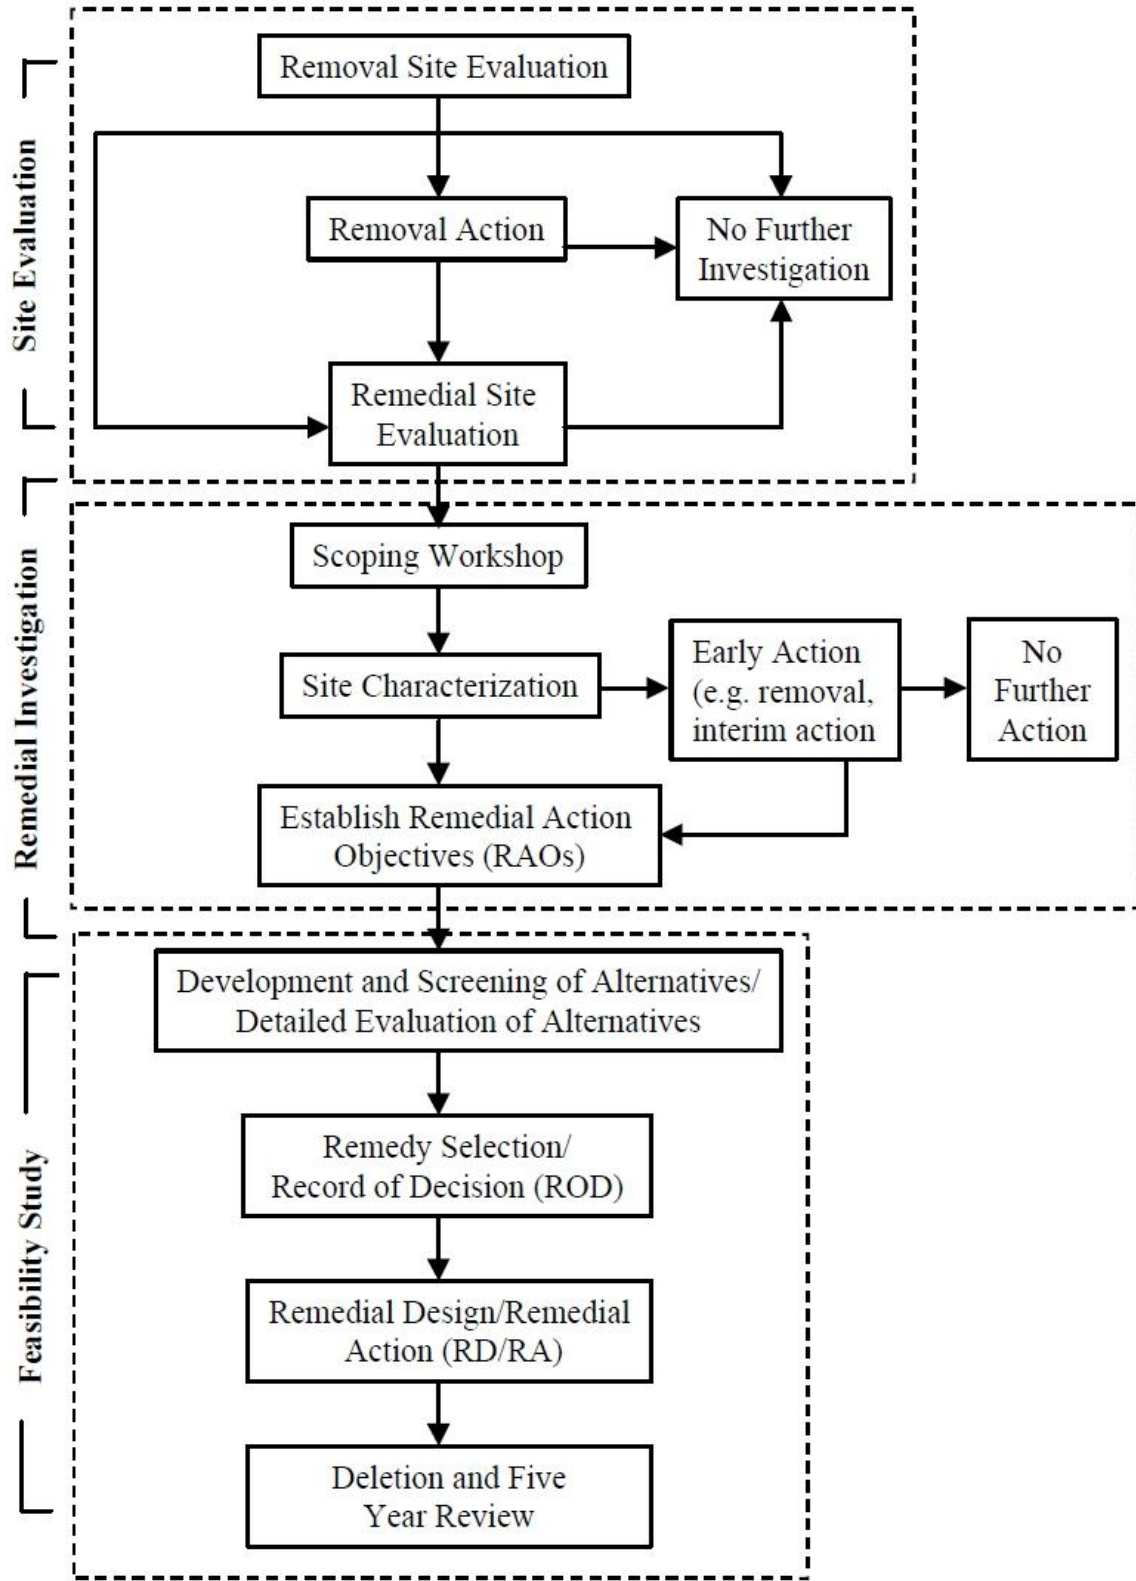 Site Evaluation
Removal Site Evaluation
Removal Action
No Further
Investigation
Remedial Site
Evaluation
Remedial Investigation
Scoping Workshop
Site Characterization
Early Action
(e.g. removal,
interim action
No
Further
Action
Establish Remedial Action
Objectives (RAOs)
Feasibility Study
Development and Screening of Alternatives/
Detailed Evaluation of Alternatives
Remedy Selection/
Record of Decision (ROD)
Remedial Design/Remedial
Action (RD/RA)
Deletion and Five
Year Review